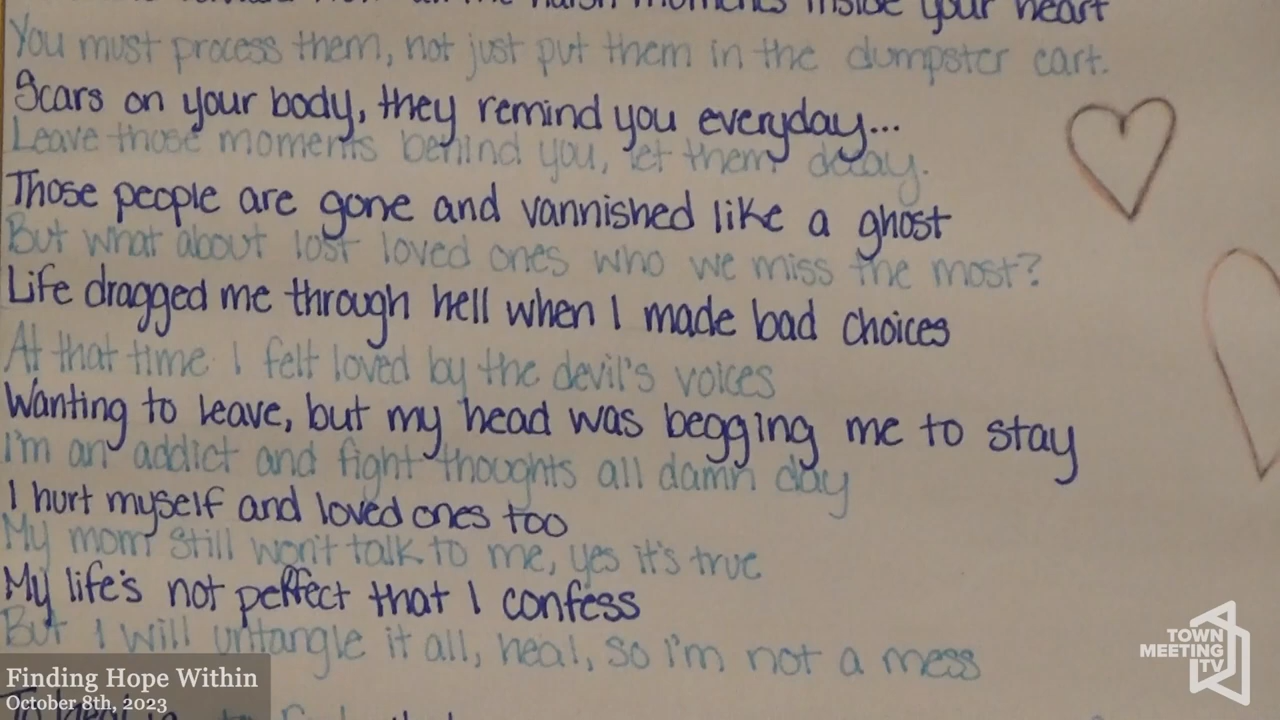 moments inside your heart
You must process them, not just put them in the dumpster cart.
Scars on your body, they remind you everyday...
Leave those moments behind you, let them decay.
Those people are gone and vannished like a ghost
But what about lost loved ones who we miss the most?
Life dragged me through hell when I made bad choices
At that time I felt loved by the devil's voices
Wanting to leave, but my head was begging me to stay
I'm an addict and fight thoughts all damn day
I hurt myself and loved ones too
My mom still won't talk to me, yes it's true
My life's not peffect that I confess
But I will untangle it all, heal, so I'm not a mess
Finding Hope Within
October 8th, 2023
TOWN
MEETING
TV